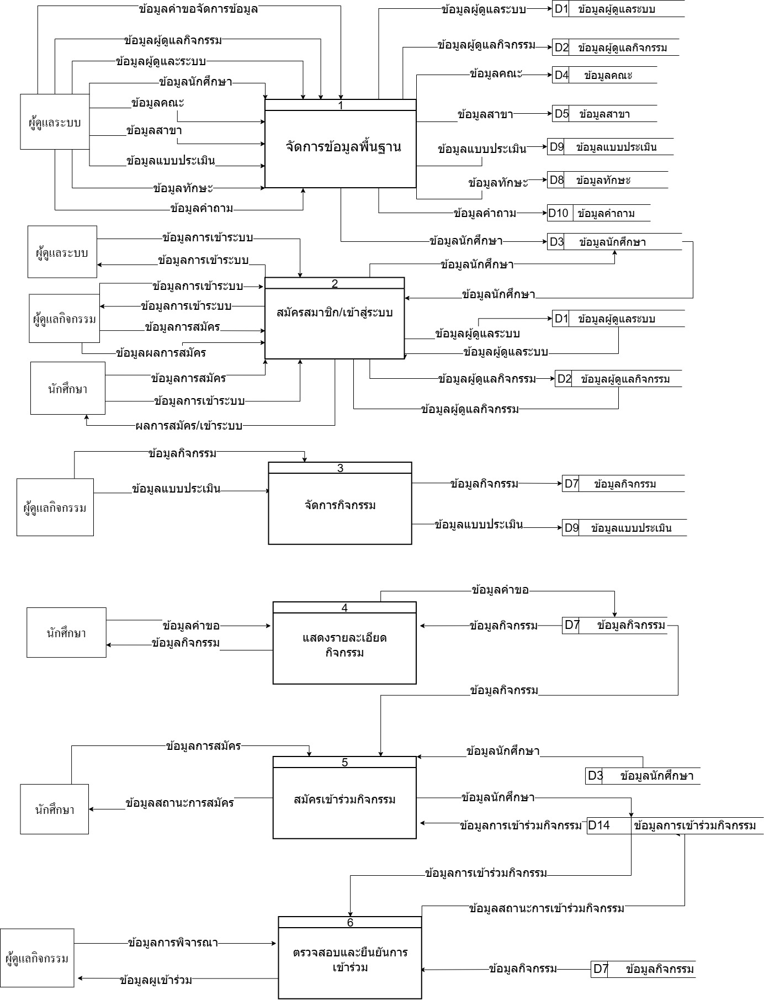 ข้อมูลคำขอจัดการข้อมูล
ข้อมูลผู้ดูแลระบบ
D1 ข้อมูลผู้ดูแลระบบ
ข้อมูลผู้ดูแลกิจกรรม
ข้อมูลผู้ดูแลกิจกรรม
D2 ข้อมูลผู้ดูแลกิจกรรม
ข้อมูลผู้ดูและระบบ
ข้อมูลคณะ
D4 ข้อมูลคณะ
ข้อมูลนักศึกษา
ข้อมูลคณะ
1
ข้อมูลสาขา
D5 ข้อมูลสาขา
ผู้ดูแลระบบ
ข้อมูลสาขา
จัดการข้อมูลพื้นฐาน
ข้อมูลแบบประเมิน
D9 ข้อมูลแบบประเมิน
ข้อมูลแบบประเมิน
ข้อมูลทักษะ
D8 ข้อมูลทักษะ
ข้อมูลทักษะ
ข้อมูลคำถาม
ข้อมูลคำถาม
D10 ข้อมูลคำถาม
ข้อมูลการเข้าระบบ
ข้อมูลนักศึกษา
D3 ข้อมูลนักศึกษา
ผู้ดูแลระบบ
ข้อมูลการเข้าระบบ
ข้อมูลนักศึกษา
2
ข้อมูลการเข้าระบบ
ข้อมูลนักศึกษา
ข้อมูลการเข้าระบบ
สมัครสมาชิก/เข้าสู่ระบบ
ผู้ดูแลกิจกรรม
D1 ข้อมูลผู้ดูแลระบบ
ข้อมูลการสมัคร
ข้อมูลผู้ดูแลระบบ
ข้อมูลผลการสมัคร
ข้อมูลผู้ดูแลระบบ
ข้อมูลการสมัคร
ข้อมูลผู้ดูแลกิจกรรม
D2 ข้อมูลผู้ดูแลกิจกรรม
นักศึกษา
ข้อมูลการเข้าระบบ
ข้อมูลผู้ดูแลกิจกรรม
ผลการสมัคร/เข้าระบบ
ข้อมูลกิจกรรม
3
ข้อมูลแบบประเมิน
ข้อมูลกิจกรรม
D7 ข้อมูลกิจกรรม
ผู้ดูแลกิจกรรม
จัดการกิจกรรม
ข้อมูลแบบประเมิน
D9 ข้อมูลแบบประเมิน
ข้อมูลคำขอ
4
ข้อมูลคำขอ
ข้อมูลกิจกรรม
D7 ข้อมูลกิจกรรม
นักศึกษา
แสดงรายละเอียด
กิจกรรม
ข้อมูลกิจกรรม
ข้อมูลกิจกรรม
ข้อมูลการสมัคร
ข้อมูลนักศึกษา
5
D3 ข้อมูลนักศึกษา
นักศึกษา
ข้อมูลสถานะการสมัคร
สมัครเข้าร่วมกิจกรรม
ข้อมูลนักศึกษา
ข้อมูลการเข้าร่วมกิจกรรม
D14 ข้อมูลการเข้าร่วมกิจกรรม
ข้อมูลการเข้าร่วมกิจกรรม
ข้อมูลสถานะการเข้าร่วมกิจกรรม
6
ข้อมูลการพิจารณา
ผู้ดูแลกิจกรรม
ตรวจสอบและยืนยันการ
เข้าร่วม
ข้อมูลกิจกรรม
D7 ข้อมูลกิจกรรม
ข้อมูลผูเข้าร่วม